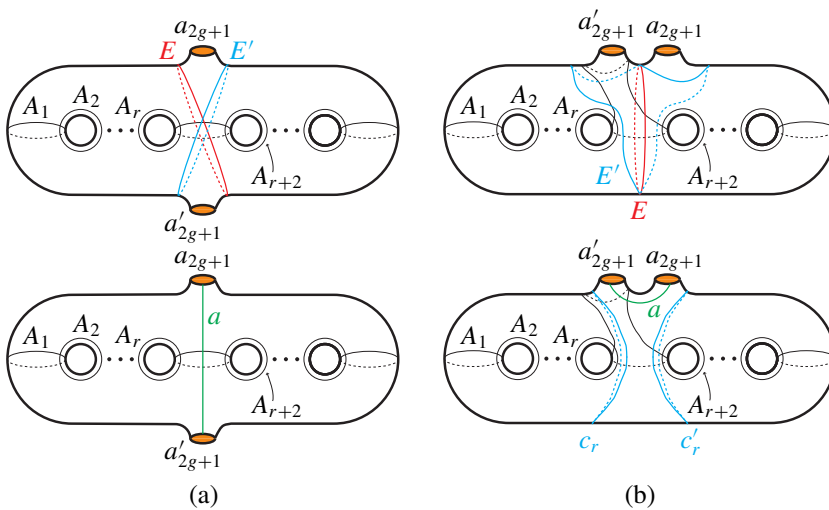 a_{2g+1}
E E'
A_1 A_2 A_r
A_{r+2}
a'_{2g+1}
a_{2g+1}
a
A_1 A_2 A_r
A_{r+2}
a'_{2g+1}
(a)
a'_{2g+1} a_{2g+1}
A_1 A_2 A_r
A_{r+2}
E'
E
a'_{2g+1} a_{2g+1}
a
A_1 A_2 A_r
A_{r+2}
c_r c'_r
(b)